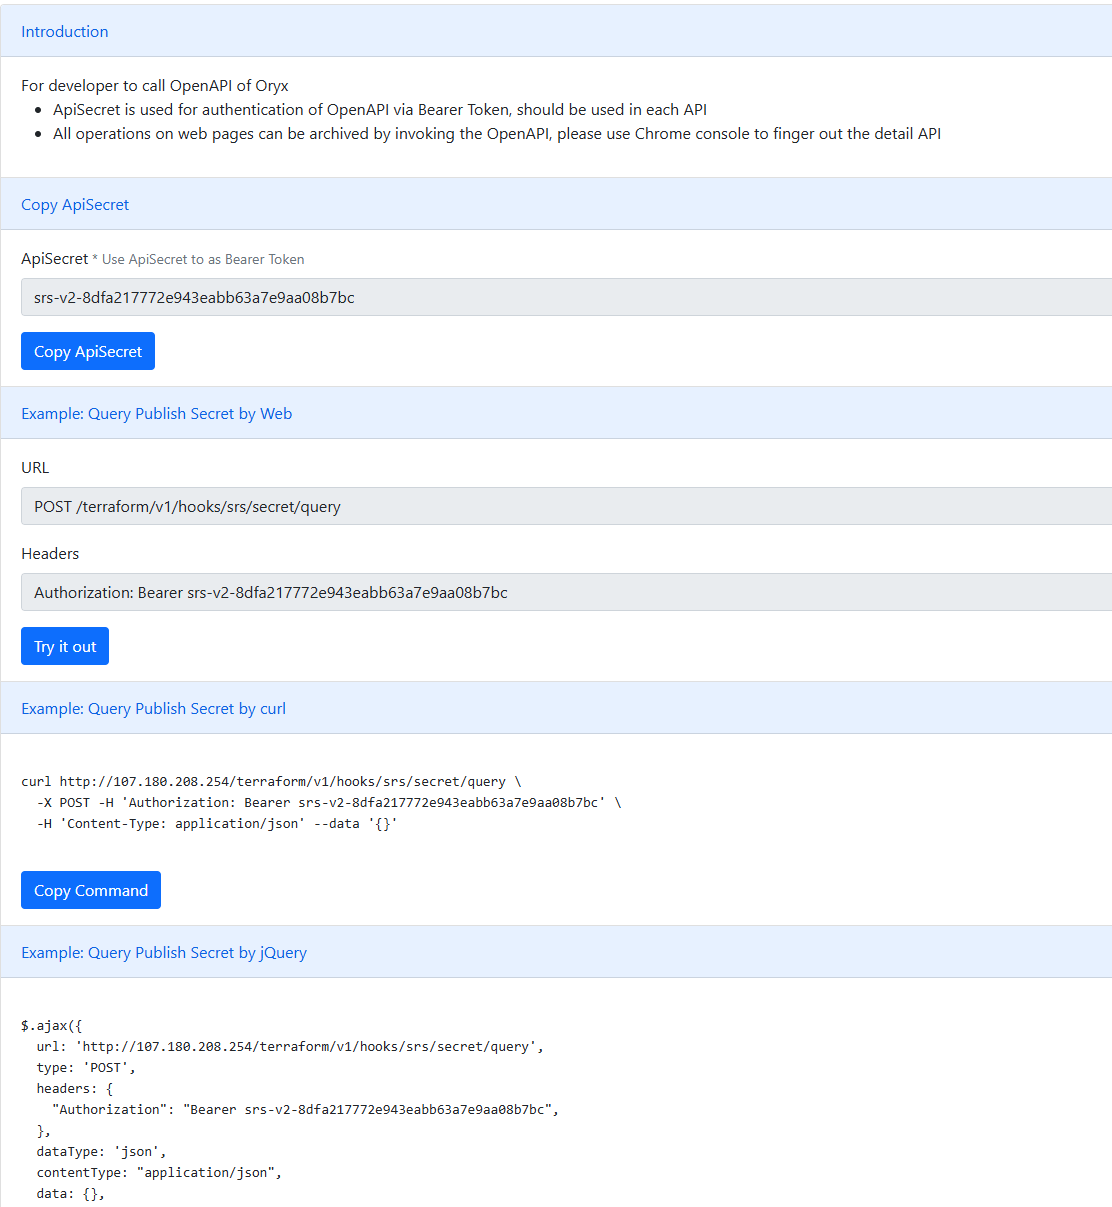 Introduction
For developer to call OpenAPI of Oryx
• ApiSecret is used for authentication of OpenAPI via Bearer Token, should be used in each API
• All operations on web pages can be archived by invoking the OpenAPI, please use Chrome console to finger out the detail API
Copy ApiSecret
ApiSecret * Use ApiSecret to as Bearer Token
srs-v2-8dfa217772e943eabb63a7e9aa08b7bc
Copy ApiSecret
Example: Query Publish Secret by Web
URL
POST /terraform/v1/hooks/srs/secret/query
Headers
Authorization: Bearer srs-v2-8dfa217772e943eabb63a7e9aa08b7bc
Try it out
Example: Query Publish Secret by curl
curl http://107.180.208.254/terraform/v1/hooks/srs/secret/query \
  -X POST -H 'Authorization: Bearer srs-v2-8dfa217772e943eabb63a7e9aa08b7bc' \
  -H 'Content-Type: application/json' --data '{}'
Copy Command
Example: Query Publish Secret by jQuery
$.ajax({
  url: 'http://107.180.208.254/terraform/v1/hooks/srs/secret/query',
  type: 'POST',
  headers: {
    "Authorization": "Bearer srs-v2-8dfa217772e943eabb63a7e9aa08b7bc",
  },
  dataType: 'json',
  contentType: "application/json",
  data: {},